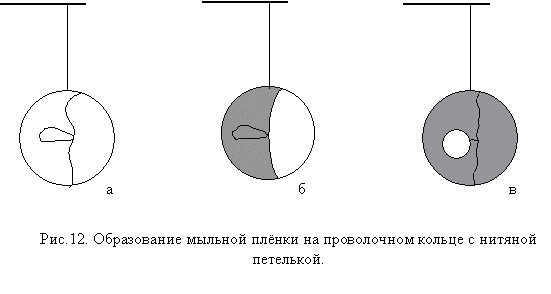 а
б
в
Рис.12. Образование мыльной плёнки на проволочном кольце с нитяной
петелькой.